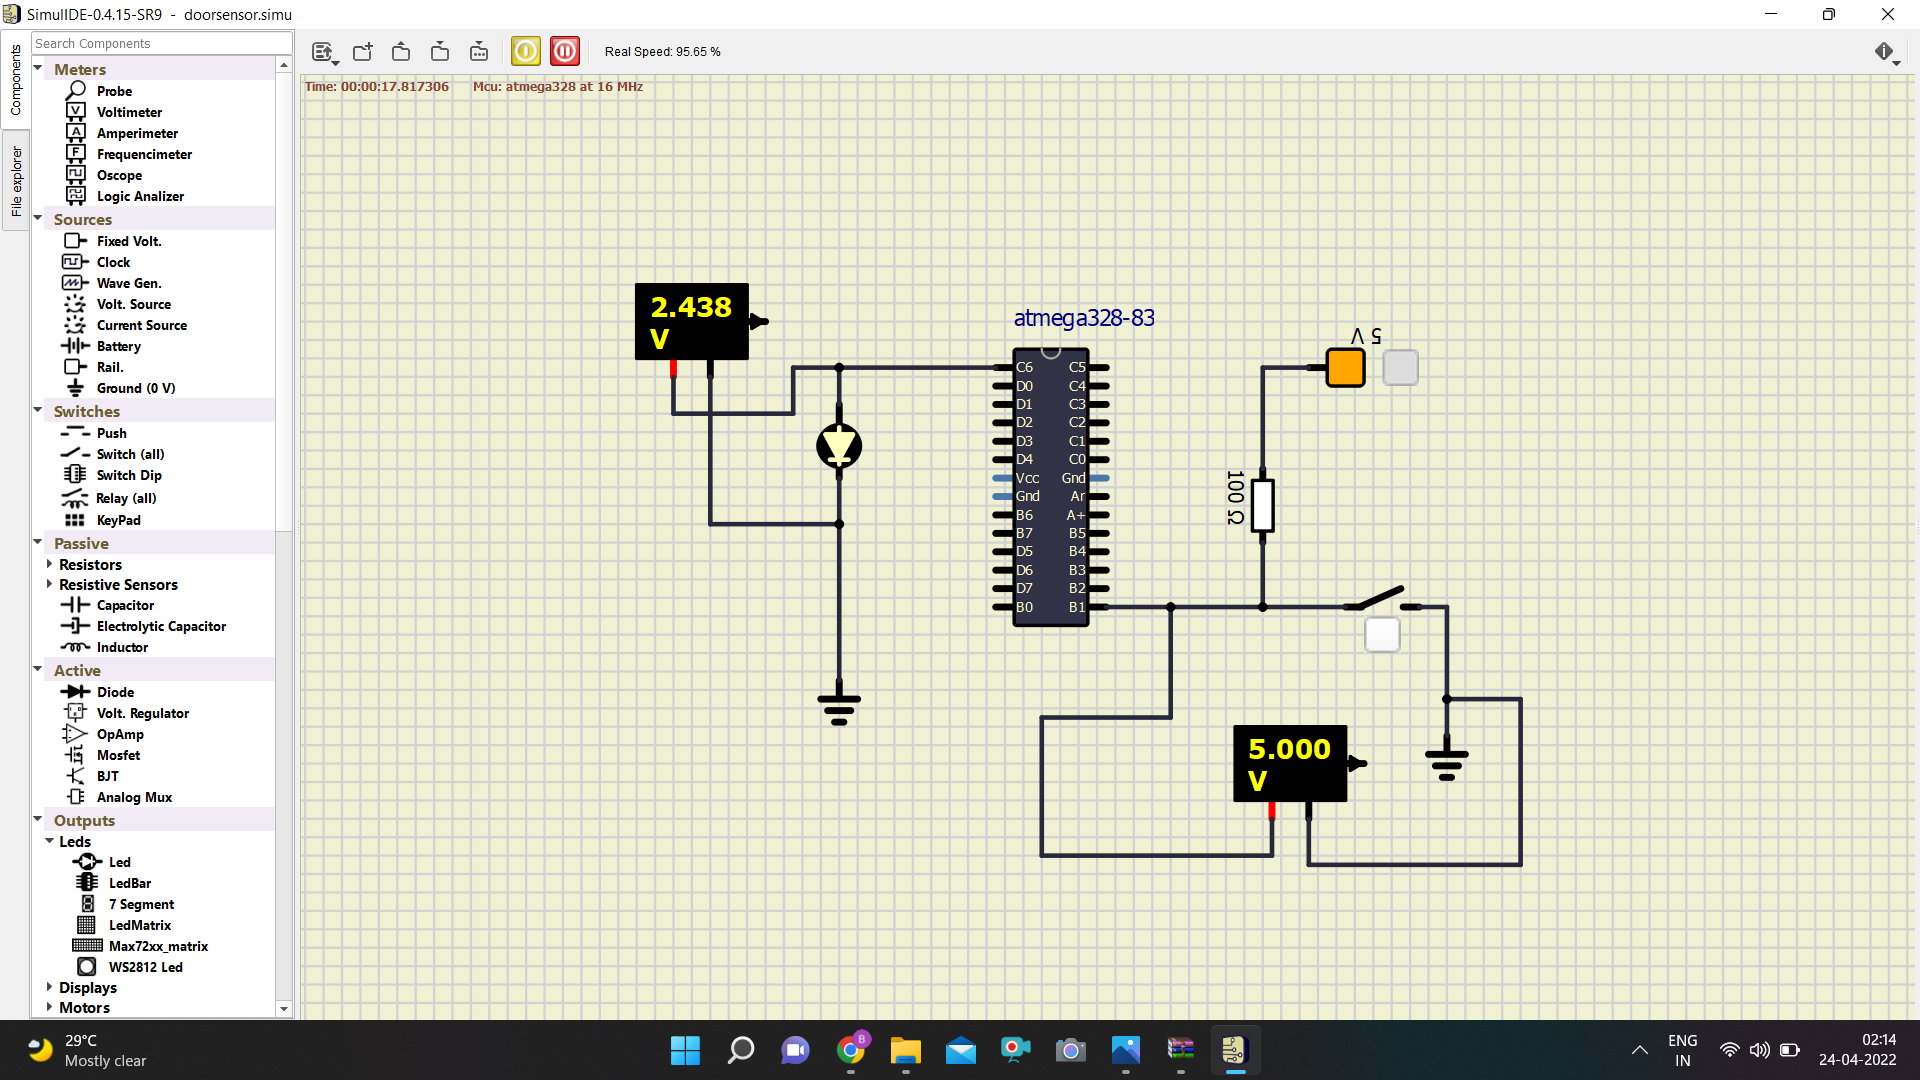 SimulIDE-0.4.15-SR9 - doorsensor.simu
Components
File explorer
Search Components
Meters
Probe
Voltimeter
Amperimeter
Frequencimeter
Oscope
Logic Analizer
Sources
Fixed Volt.
Clock
Wave Gen.
Volt. Source
Current Source
Battery
Rail.
Ground (0 V)
Switches
Push
Switch (all)
Switch Dip
Relay (all)
KeyPad
Passive
Resistors
Resistive Sensors
Capacitor
Electrolytic Capacitor
Inductor
Active
Diode
Volt. Regulator
OpAmp
Mosfet
BJT
Analog Mux
Outputs
Leds
Led
LedBar
7 Segment
LedMatrix
Max72xx_matrix
WS2812 Led
Displays
Motors
Real Speed: 95.65 %
Time: 00:00:17.817306 Mcu: atmega328 at 16 MHz
2.438
V
atmega328-83
C6 C5
D0 C4
D1 C3
D2 C2
D3 C1
D4 C0
Vcc Gnd
Gnd Ar
B6 A+
B7 B5
D5 B4
D6 B3
D7 B2
B0 B1
5 V
100 Ω
5.000
V
29°C
Mostly clear
B
ENG
IN
02:14
24-04-2022